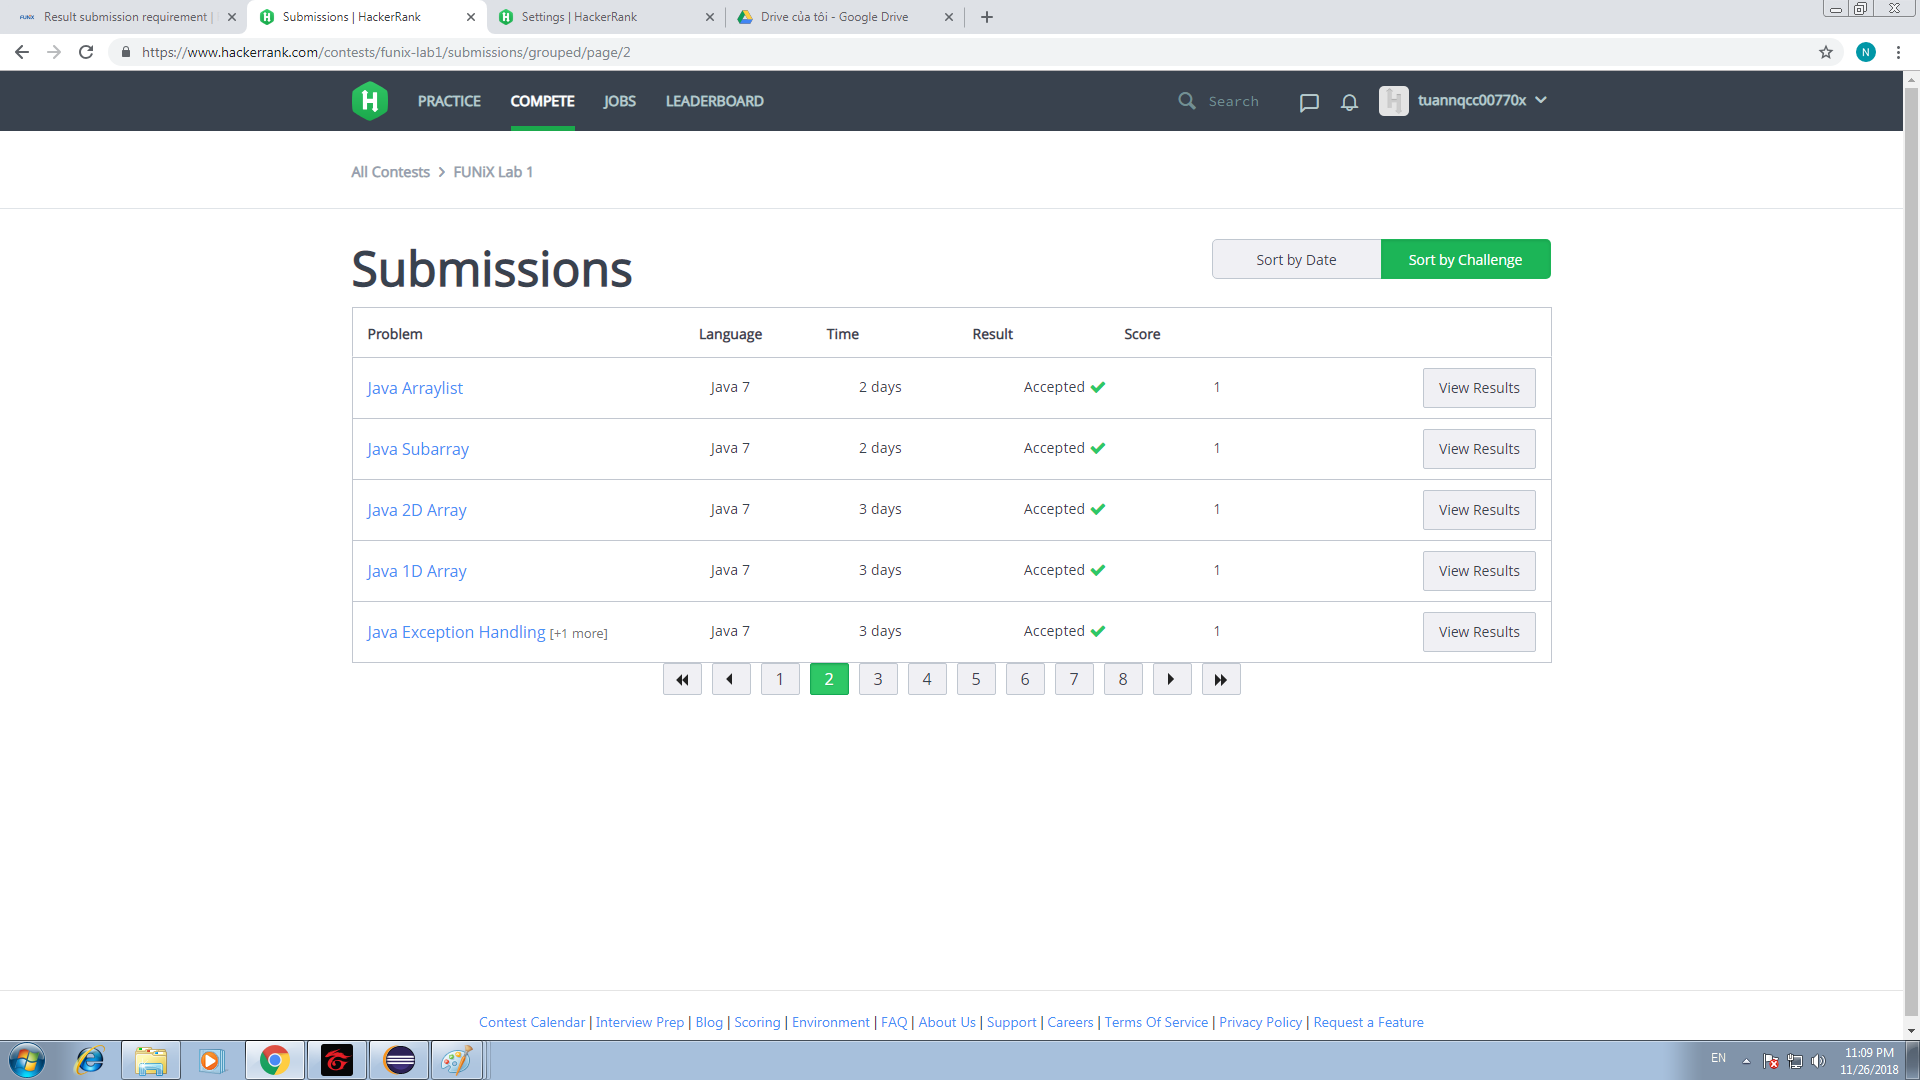 FUNiX Result submission requirement |
Submissions | HackerRank
Settings | HackerRank
Drive của tôi - Google Drive
https://www.hackerrank.com/contests/funix-lab1/submissions/grouped/page/2
N
H PRACTICE COMPETE JOBS LEADERBOARD Search H tuannqcc00770x
All Contests > FUNiX Lab 1
Submissions
Sort by Date Sort by Challenge
Problem Language Time Result Score
Java Arraylist Java 7 2 days Accepted 1 View Results
Java Subarray Java 7 2 days Accepted 1 View Results
Java 2D Array Java 7 3 days Accepted 1 View Results
Java 1D Array Java 7 3 days Accepted 1 View Results
Java Exception Handling [+1 more] Java 7 3 days Accepted 1 View Results
1 2 3 4 5 6 7 8
Contest Calendar | Interview Prep | Blog | Scoring | Environment | FAQ | About Us | Support | Careers | Terms Of Service | Privacy Policy | Request a Feature
EN
11:09 PM
11/26/2018